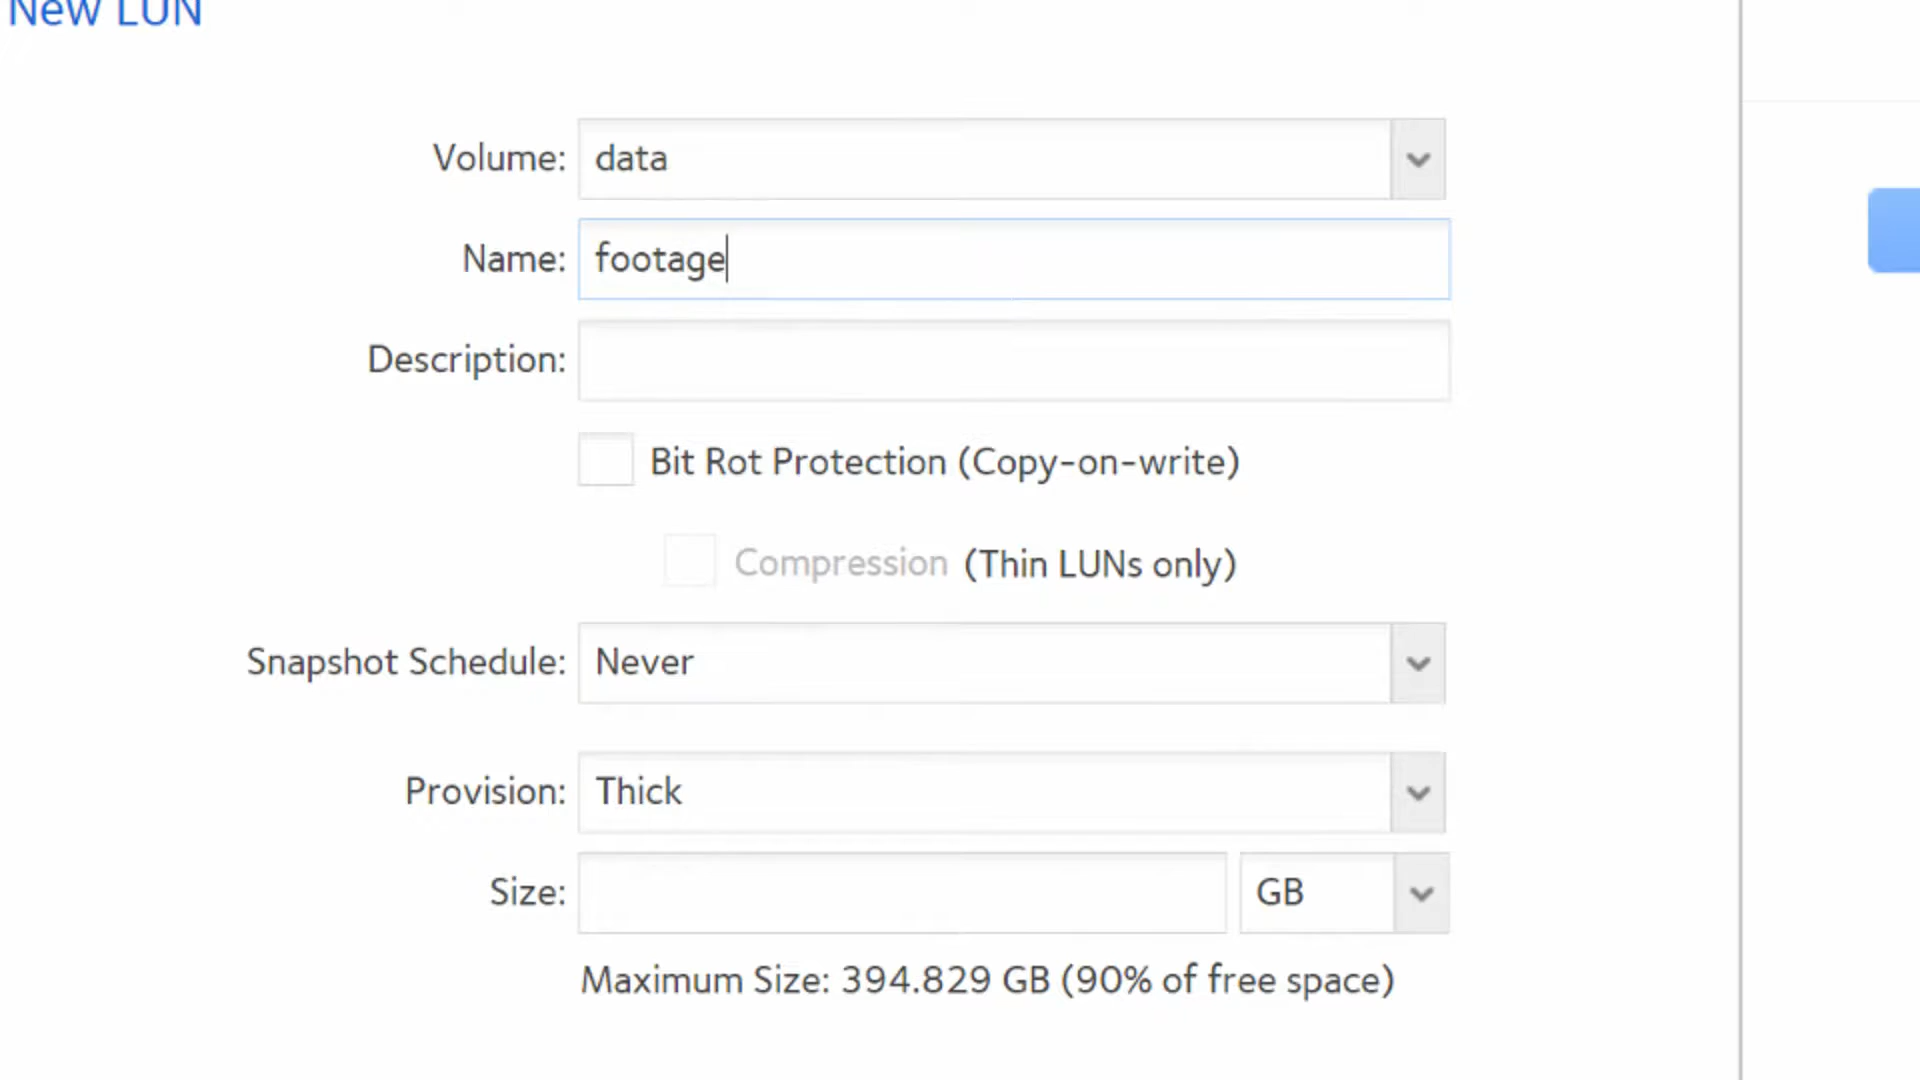 New LUN
Volume: data
Name: footage
Description:
Bit Rot Protection (Copy-on-write)
Compression (Thin LUNs only)
Snapshot Schedule: Never
Provision: Thick
Size: GB
Maximum Size: 394.829 GB (90% of free space)